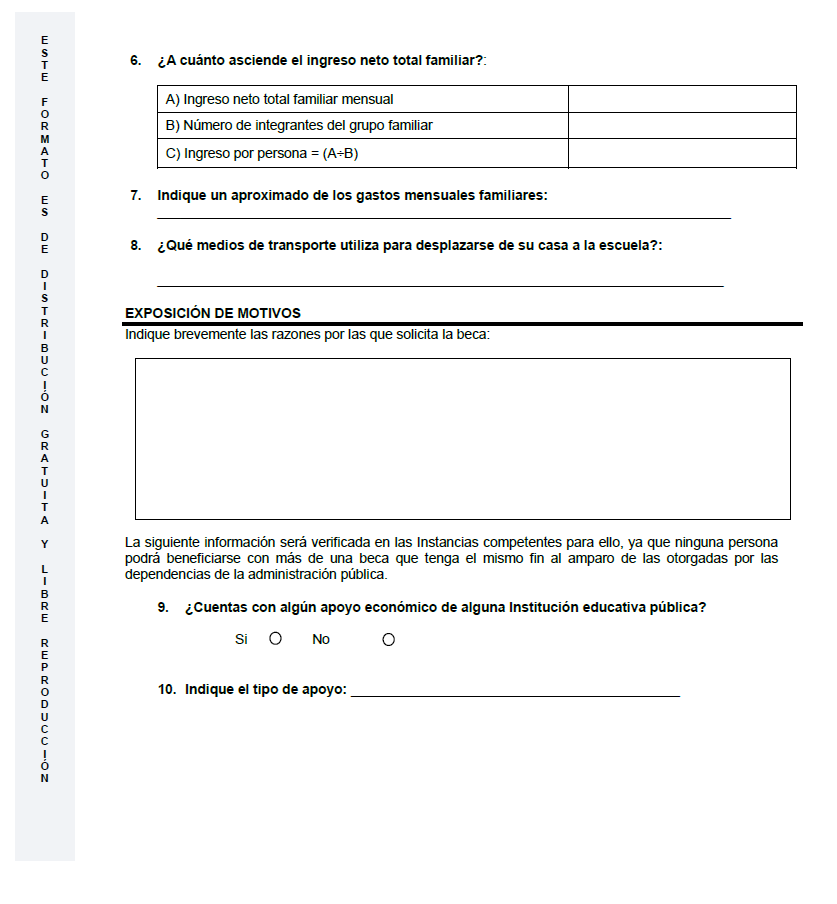 ESTE FORMATO ES DE DISTRIBUCIÓN GRATUITA Y LIBRE REPRODUCCIÓN
6. ¿A cuánto asciende el ingreso neto total familiar?:
A) Ingreso neto total familiar mensual
B) Número de integrantes del grupo familiar
C) Ingreso por persona = (A÷B)
7. Indique un aproximado de los gastos mensuales familiares:
8. ¿Qué medios de transporte utiliza para desplazarse de su casa a la escuela?:
EXPOSICIÓN DE MOTIVOS
Indique brevemente las razones por las que solicita la beca:
La siguiente información será verificada en las Instancias competentes para ello, ya que ninguna persona
podrá beneficiarse con más de una beca que tenga el mismo fin al amparo de las otorgadas por las
dependencias de la administración pública.
9. ¿Cuentas con algún apoyo económico de alguna Institución educativa pública?
Si No
10. Indique el tipo de apoyo: